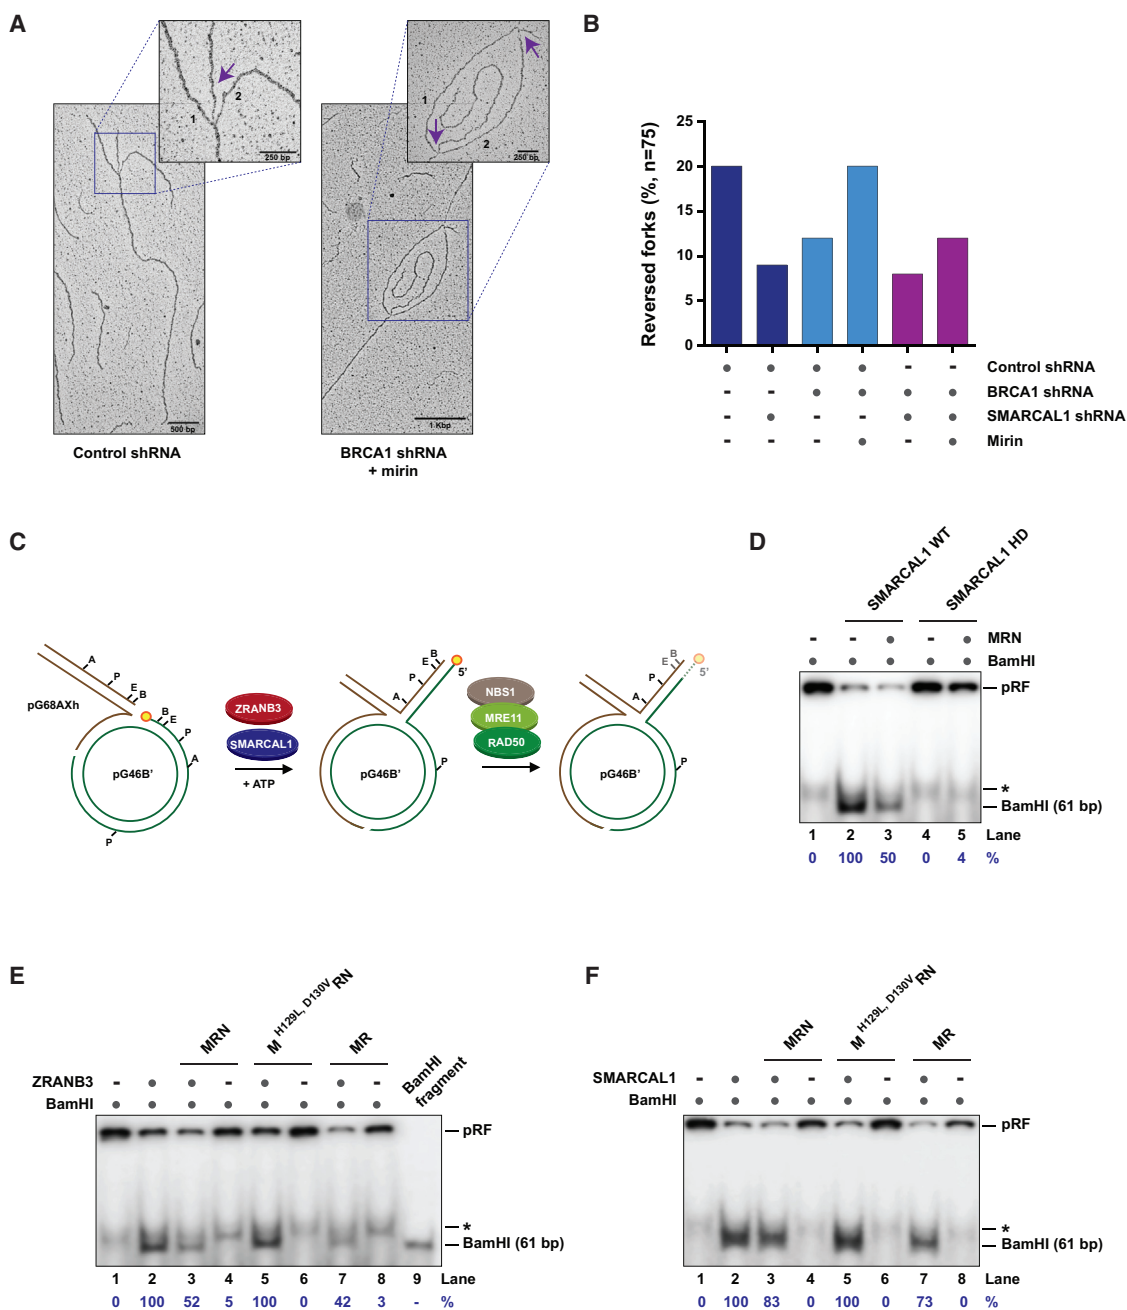 A
1
2
250 bp
500 bp
Control shRNA
1
2
250 bp
1 Kbp
BRCA1 shRNA
+ mirin
B
Reversed forks (%, n=75)
25
20
15
10
5
0
- - Control shRNA
- - BRCA1 shRNA
- - - SMARCAL1 shRNA
- - - - Mirin
C
pG68AXh
A
P
E
B
B
E
P
A
P
pG46B'
ZRANB3
SMARCAL1
+ ATP
B
E
P
A
5'
P
pG46B'
NBS1
MRE11
RAD50
B
E
P
A
5'
P
pG46B'
D
SMARCAL1 WT
SMARCAL1 HD
- - - MRN
BamHI
pRF
*
BamHI (61 bp)
1 2 3 4 5 Lane
0 100 50 0 4 %
E
MRN
M H129L, D130V RN
MR
BamHI
fragment
ZRANB3 - - - -
BamHI
pRF
*
BamHI (61 bp)
1 2 3 4 5 6 7 8 9 Lane
0 100 52 5 100 0 42 3 - %
F
MRN
M H129L, D130V RN
MR
SMARCAL1 - - - -
BamHI
pRF
*
BamHI (61 bp)
1 2 3 4 5 6 7 8 Lane
0 100 83 0 100 0 73 0 %